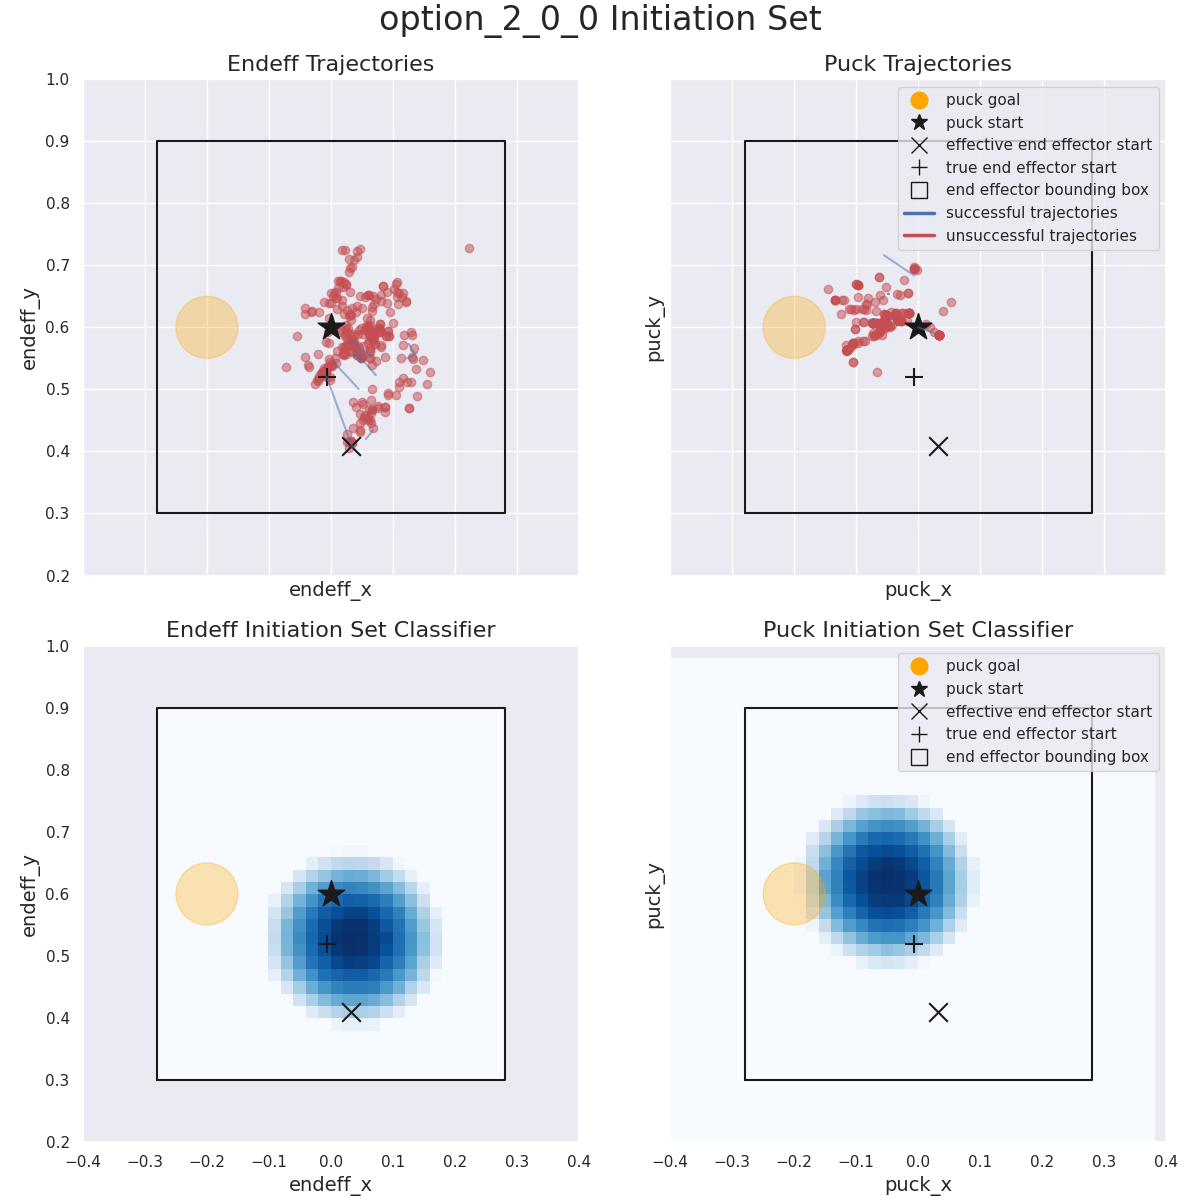 option_2_0_0 Initiation Set
Endeff Trajectories
Puck Trajectories
1.0
0.9
0.8
0.7
0.6
0.5
0.4
0.3
0.2
endeff_y
endeff_x
puck_y
puck_x
puck goal
puck start
effective end effector start
true end effector start
end effector bounding box
successful trajectories
unsuccessful trajectories
Endeff Initiation Set Classifier
Puck Initiation Set Classifier
1.0
0.9
0.8
0.7
0.6
0.5
0.4
0.3
0.2
endeff_y
−0.4 −0.3 −0.2 −0.1 0.0 0.1 0.2 0.3 0.4
endeff_x
puck_y
puck goal
puck start
effective end effector start
true end effector start
end effector bounding box
−0.4 −0.3 −0.2 −0.1 0.0 0.1 0.2 0.3 0.4
puck_x